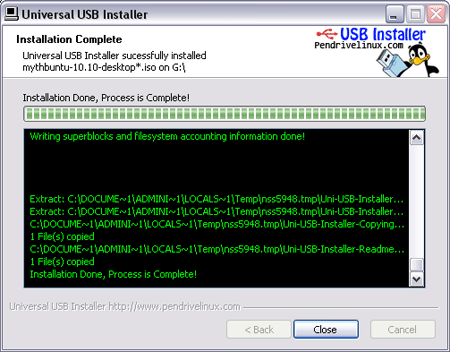 Universal USB Installer
Installation Complete
Universal USB Installer sucessfully installed
mythbuntu-10.10-desktop*.iso on G:\
USB Installer
Pendrivelinux.com
Installation Done, Process is Complete!
Writing superblocks and filesystem accounting information done!
Extract: C:\DOCUME~1\ADMINI~1\LOCALS~1\Temp\nss5948.tmp\Uni-USB-Installer...
Extract: C:\DOCUME~1\ADMINI~1\LOCALS~1\Temp\nss5948.tmp\Uni-USB-Installer...
C:\DOCUME~1\ADMINI~1\LOCALS~1\Temp\nss5948.tmp\Uni-USB-Installer-Copying...
1 File(s) copied
C:\DOCUME~1\ADMINI~1\LOCALS~1\Temp\nss5948.tmp\Uni-USB-Installer-Readme...
1 File(s) copied
Installation Done, Process is Complete!
Universal USB Installer http://www.pendrivelinux.com
< Back
Close
Cancel